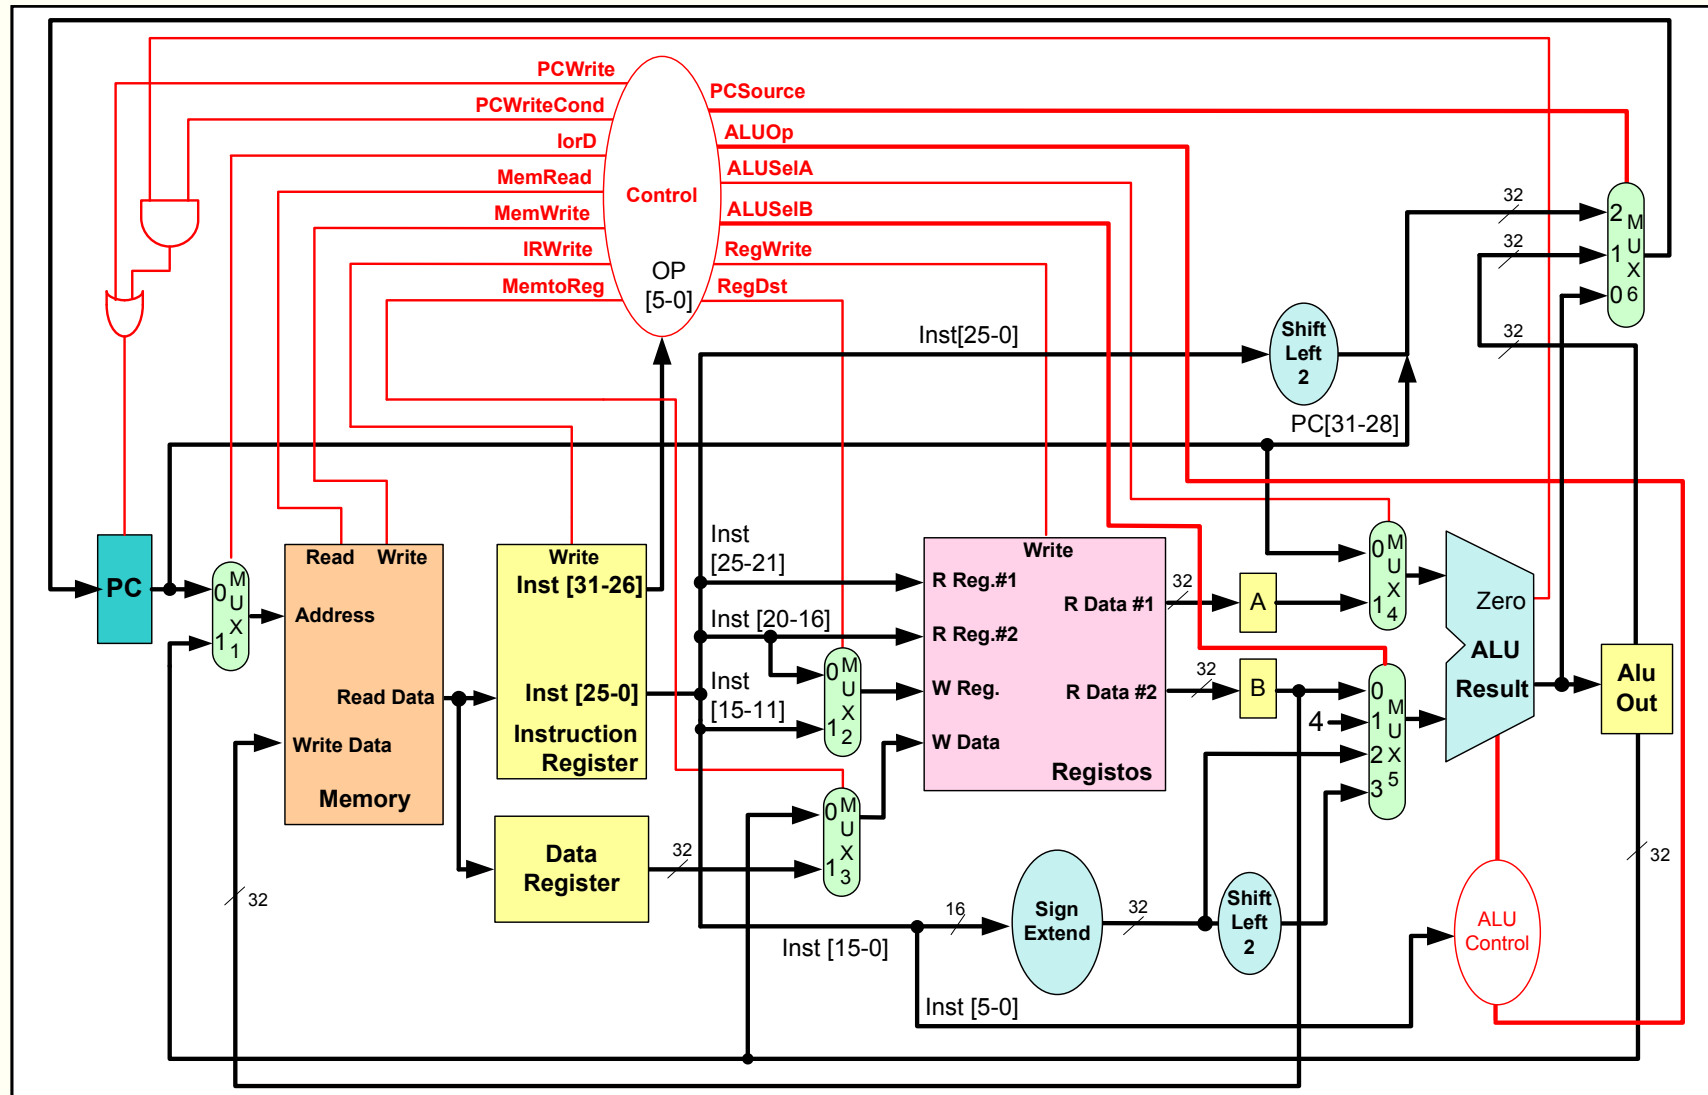 PCWrite
PCWriteCond
IorD
MemRead
MemWrite
IRWrite
MemtoReg
Control
OP
[5-0]
PCSource
ALUOp
ALUSelA
ALUSelB
RegWrite
RegDst
Inst[25-0]
Shift
Left
2
PC[31-28]
32
32
32
2
1
0
M
U
X
6
PC
0
1
M
U
X
1
Read
Write
Address
Read Data
Write Data
Memory
32
Write
Inst [31-26]
Inst [25-0]
Instruction
Register
Data
Register
32
Inst
[25-21]
Inst [20-16]
Inst
[15-11]
0
1
M
U
X
2
0
1
M
U
X
3
Write
R Reg.#1
R Reg.#2
W Reg.
W Data
R Data #1
R Data #2
Registos
32
32
A
B
4
0
1
M
U
X
4
0
1
2
3
M
U
X
5
Zero
ALU
Result
Alu
Out
32
Inst [15-0]
16
Sign
Extend
32
Shift
Left
2
Inst [5-0]
ALU
Control